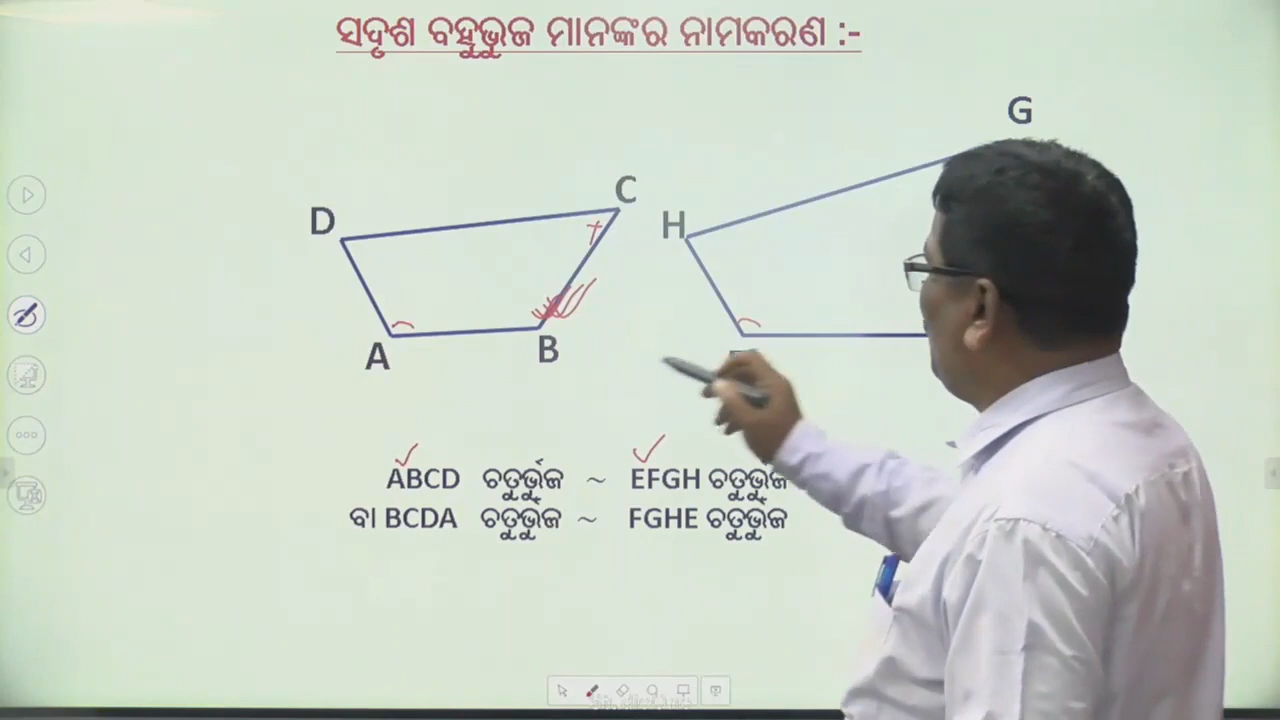 ସଦୃଶ ବହୁଭୁଜ ମାନଙ୍କର ନାମକରଣ :-
G
C
D
H
A
B
ABCD ଚତୁର୍ଭୁଜ ~ EFGH ଚତୁର୍ଭୁଜ
ବା BCDA ଚତୁର୍ଭୁଜ ~ FGHE ଚତୁର୍ଭୁଜ